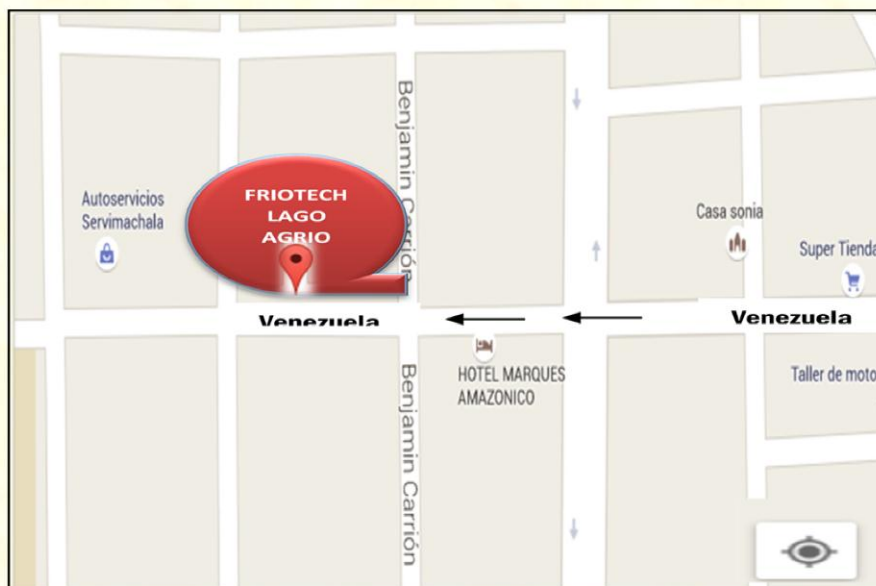 Benjamin Carrión
FRIOTECH
LAGO
AGRIO
Autoservicios
Servimachala
Casa sonia
Super Tienda
Venezuela
Venezuela
HOTEL MARQUES
AMAZONICO
Taller de moto
Benjamin Carrión